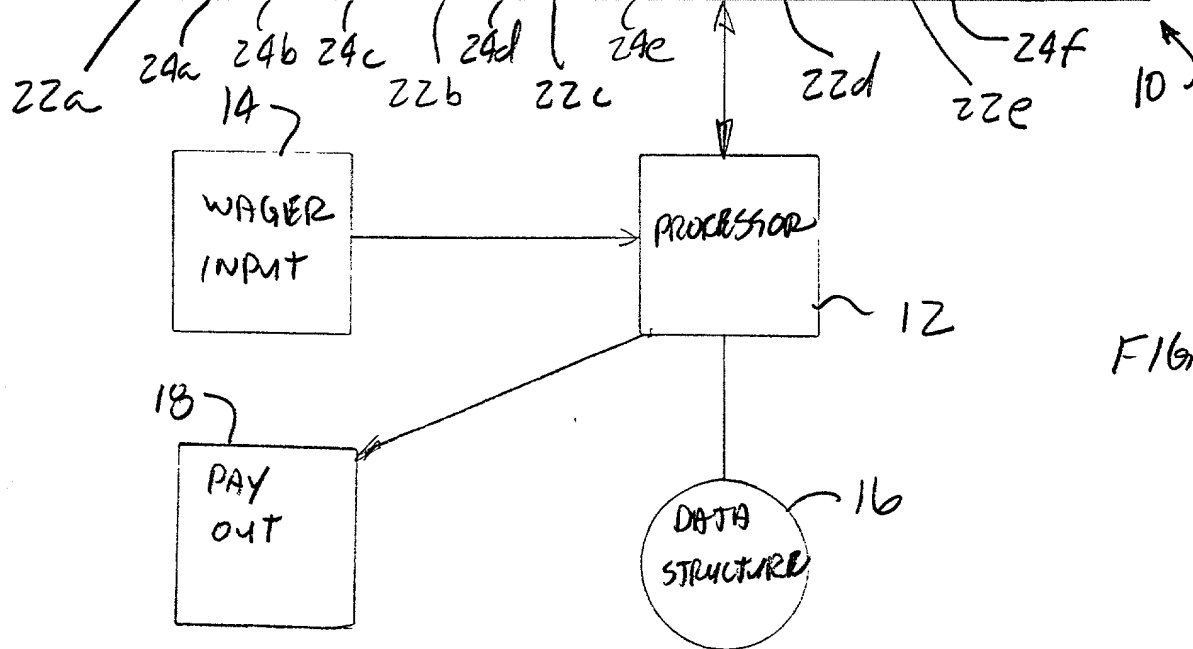 22a 24a 24b 24c 22b 24d 22c 24e 22d 22e 24f 10
14
WAGER
INPUT
PROCESSOR
12
FIG
18
PAY
OUT
DATA
STRUCTURE
16